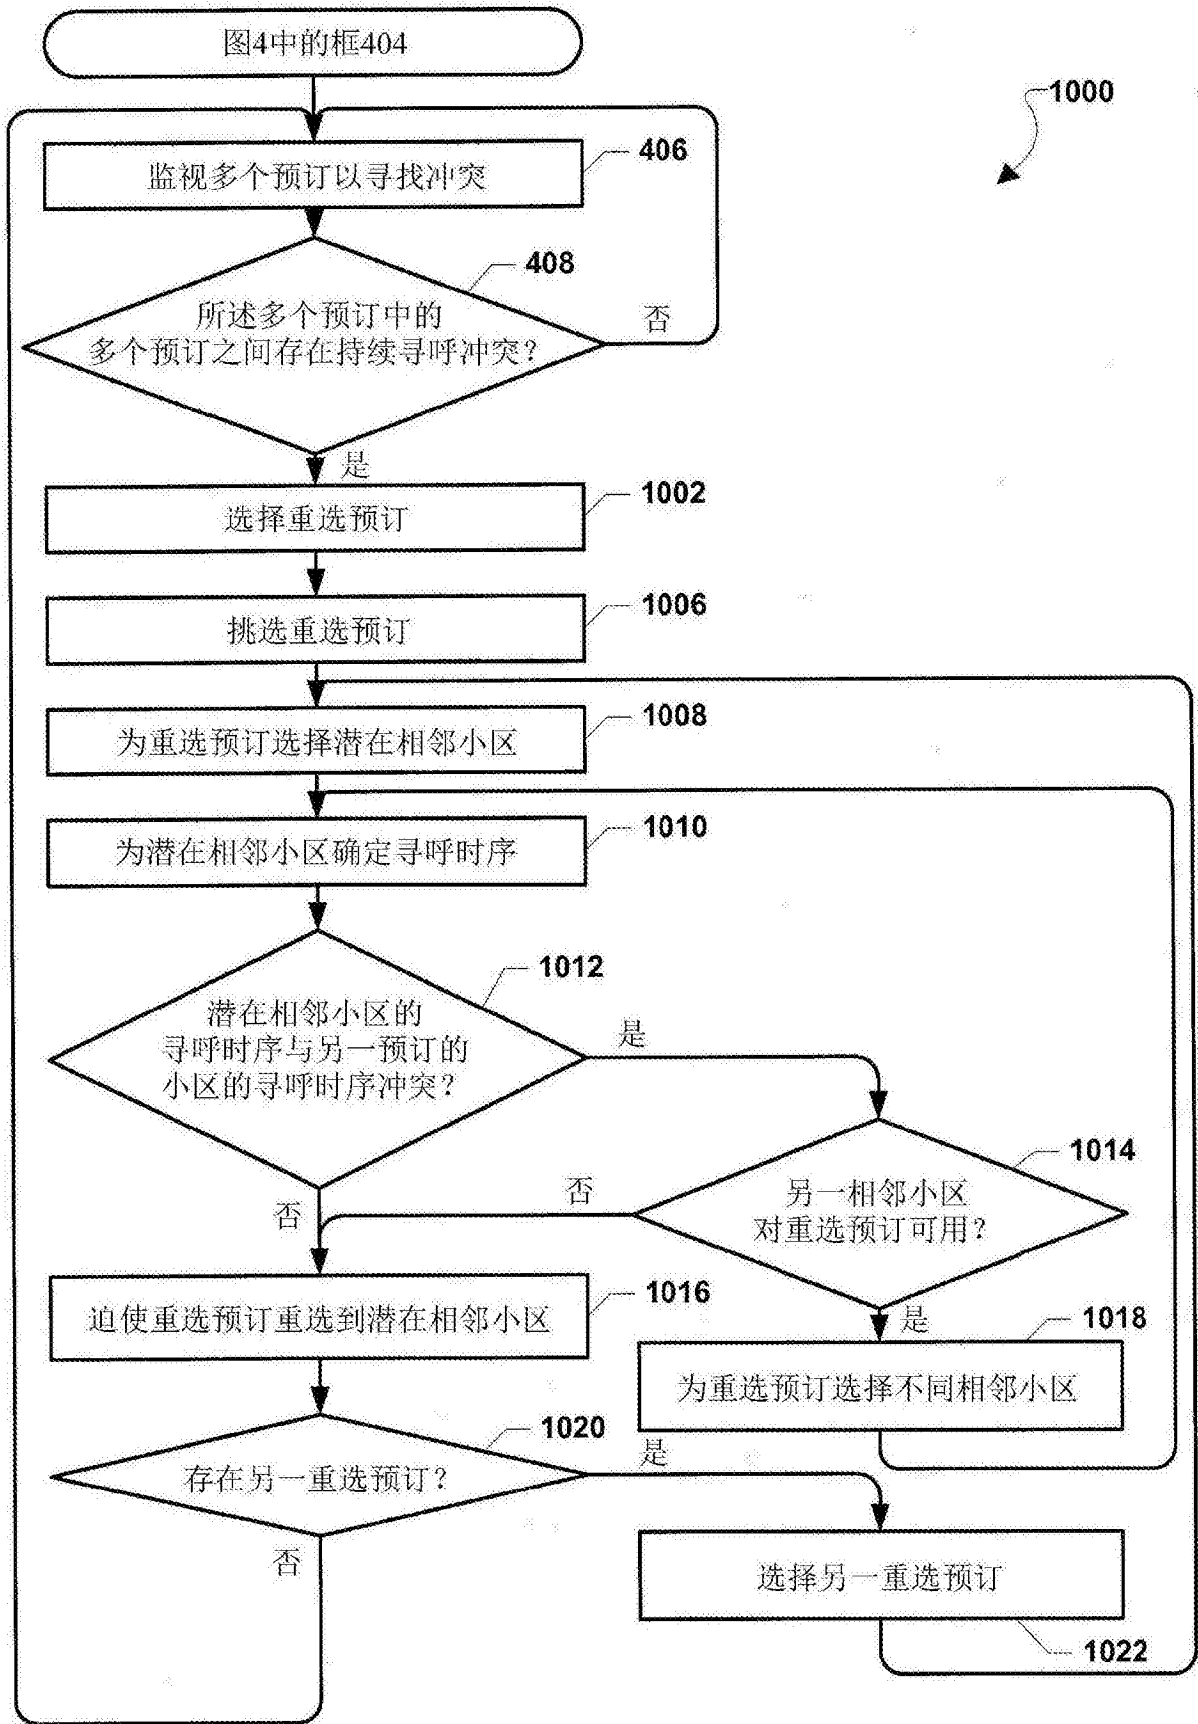 图4中的框404
1000
406
监视多个预订以寻找冲突
408
所述多个预订中的
多个预订之间存在持续寻呼冲突？
否
是
1002
选择重选预订
1006
挑选重选预订
1008
为重选预订选择潜在相邻小区
1010
为潜在相邻小区确定寻呼时序
1012
潜在相邻小区的
寻呼时序与另一预订的
小区的寻呼时序冲突？
是
否
1014
另一相邻小区
对重选预订可用？
否
是
1016
迫使重选预订重选到潜在相邻小区
1018
为重选预订选择不同相邻小区
1020
存在另一重选预订？
是
否
选择另一重选预订
1022